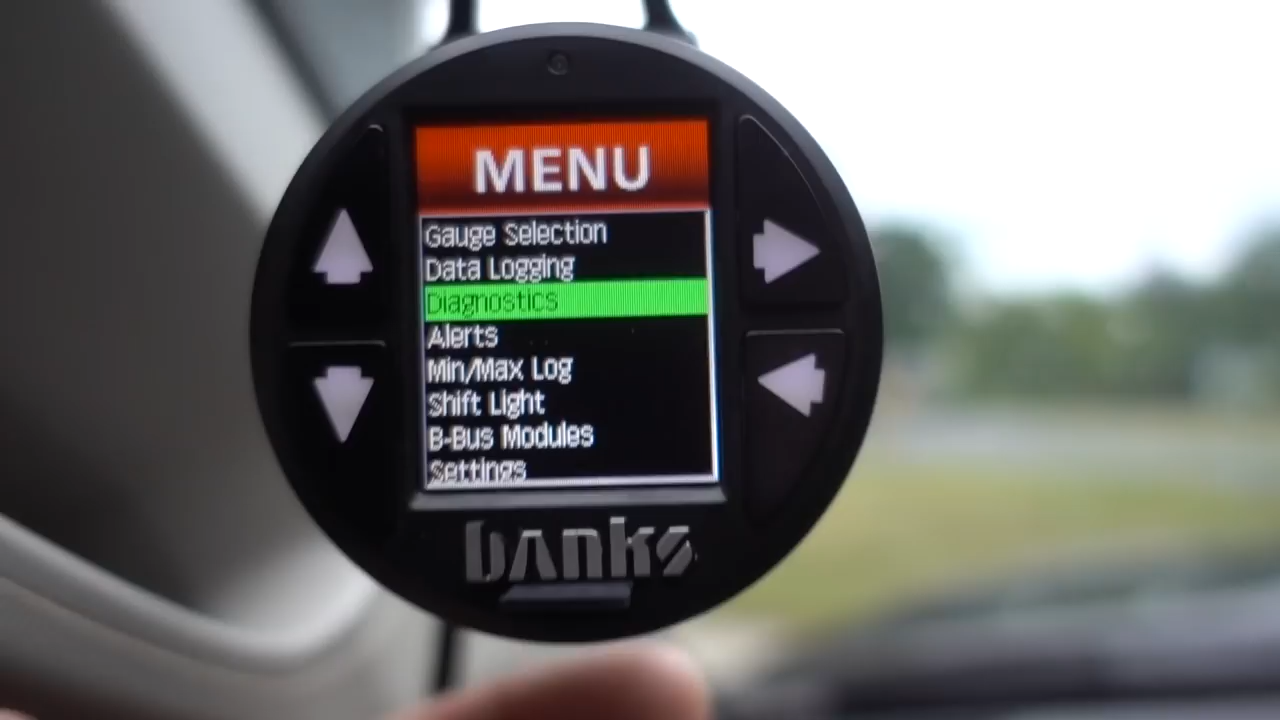 MENU
Gauge Selection
Data Logging
Diagnostics
Alerts
Min/Max Log
Shift Light
B-Bus Modules
Settings
banks